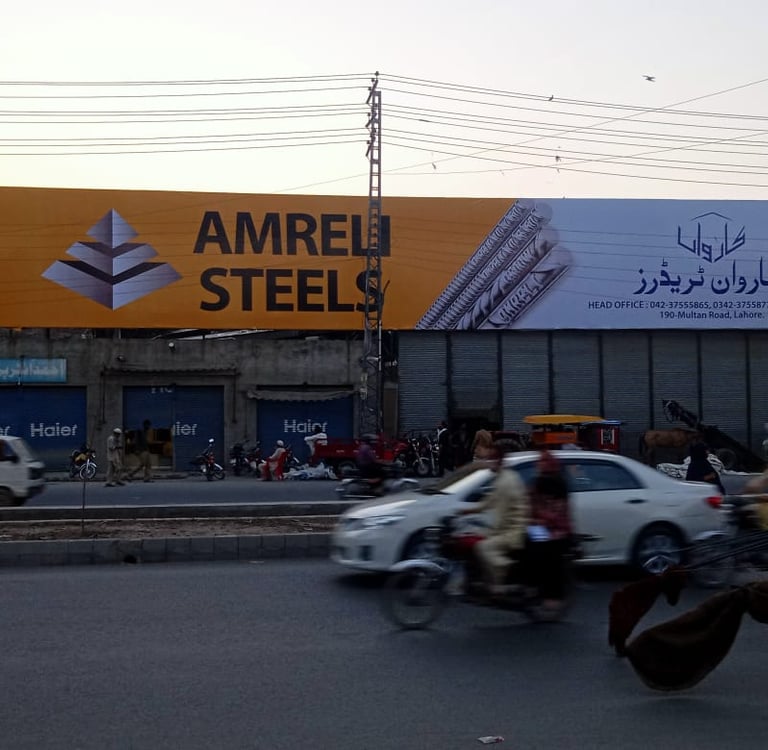 AMRELI
STEELS
کاروان
کاروان ٹریڈرز
HEAD OFFICE : 042-37555865, 0342-375587
190-Multan Road, Lahore.
Haier
Haier
Haier